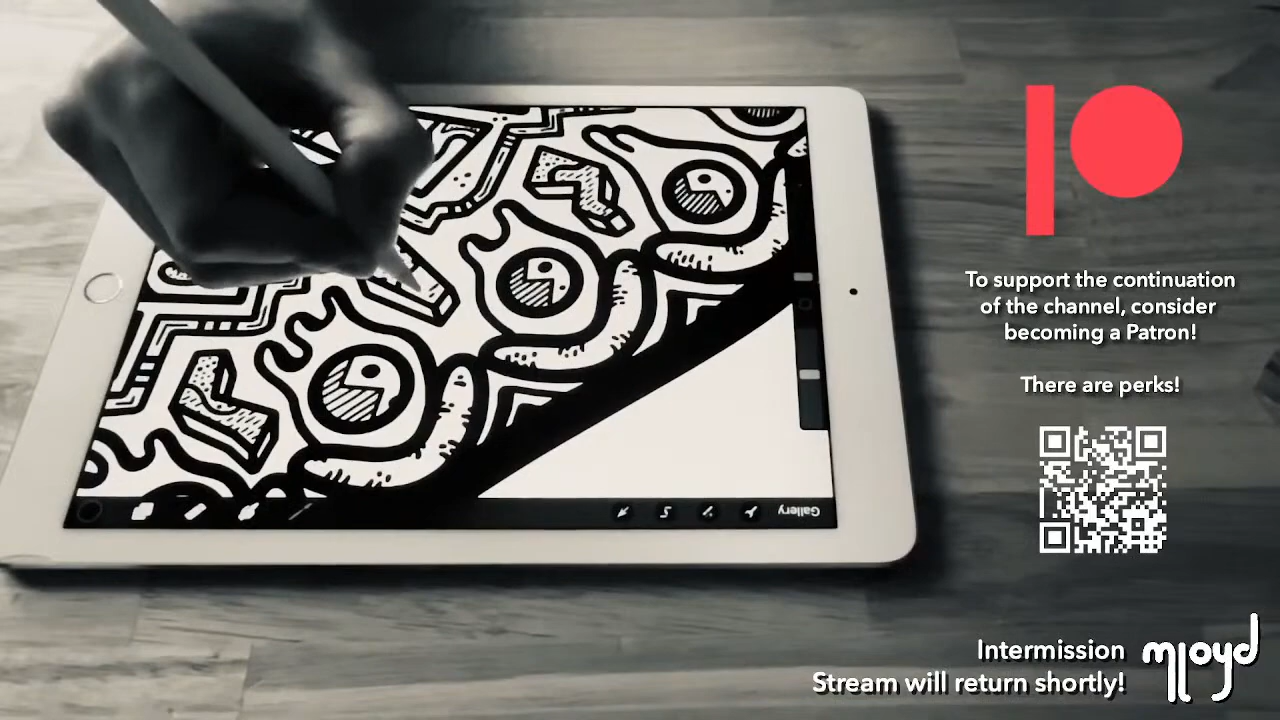 To support the continuation
of the channel, consider
becoming a Patron!
There are perks!
Gallery
Intermission
Stream will return shortly!
mloyd